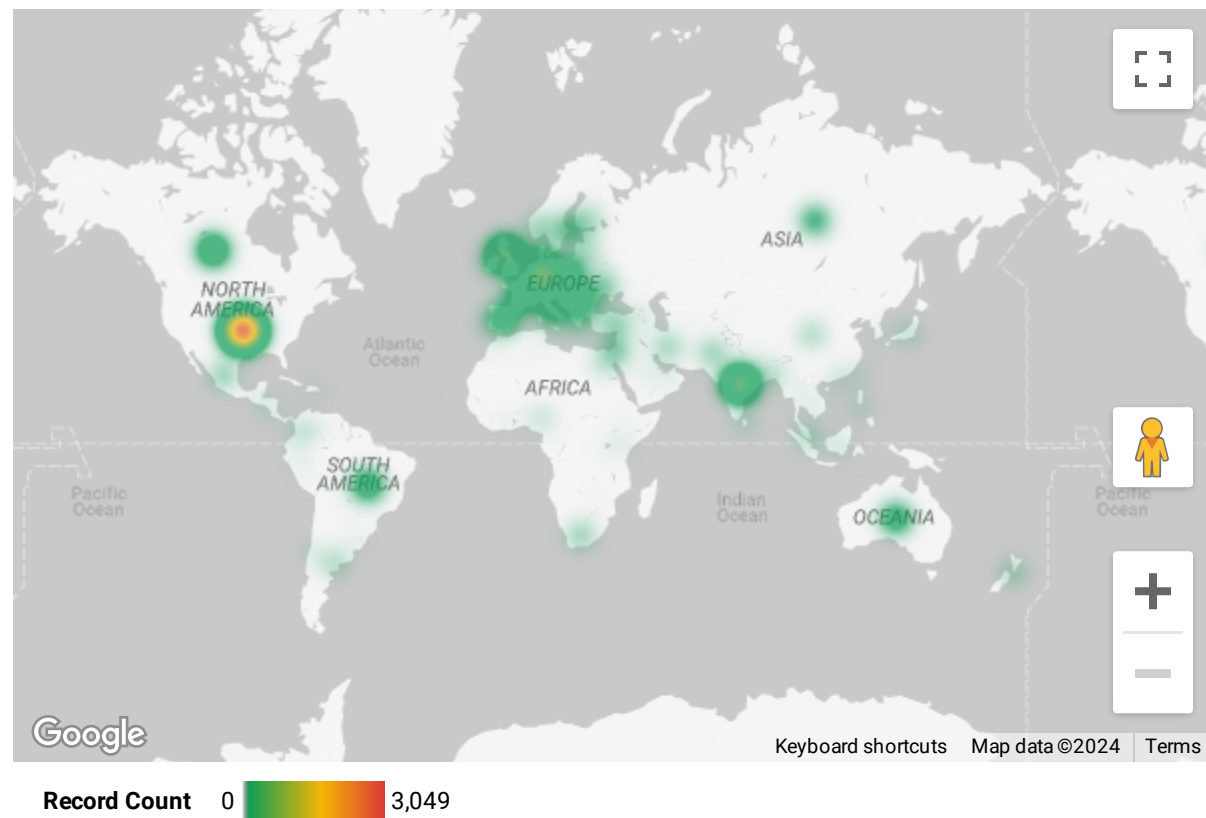 ASIA
EUROPE
NORTH
AMERICA
Atlantic
Ocean
AFRICA
SOUTH
AMERICA
Pacific
Ocean
Indian
Ocean
OCEANIA
Pacific
Ocean
Google
Keyboard shortcuts Map data ©2024 Terms
Record Count 0 3,049